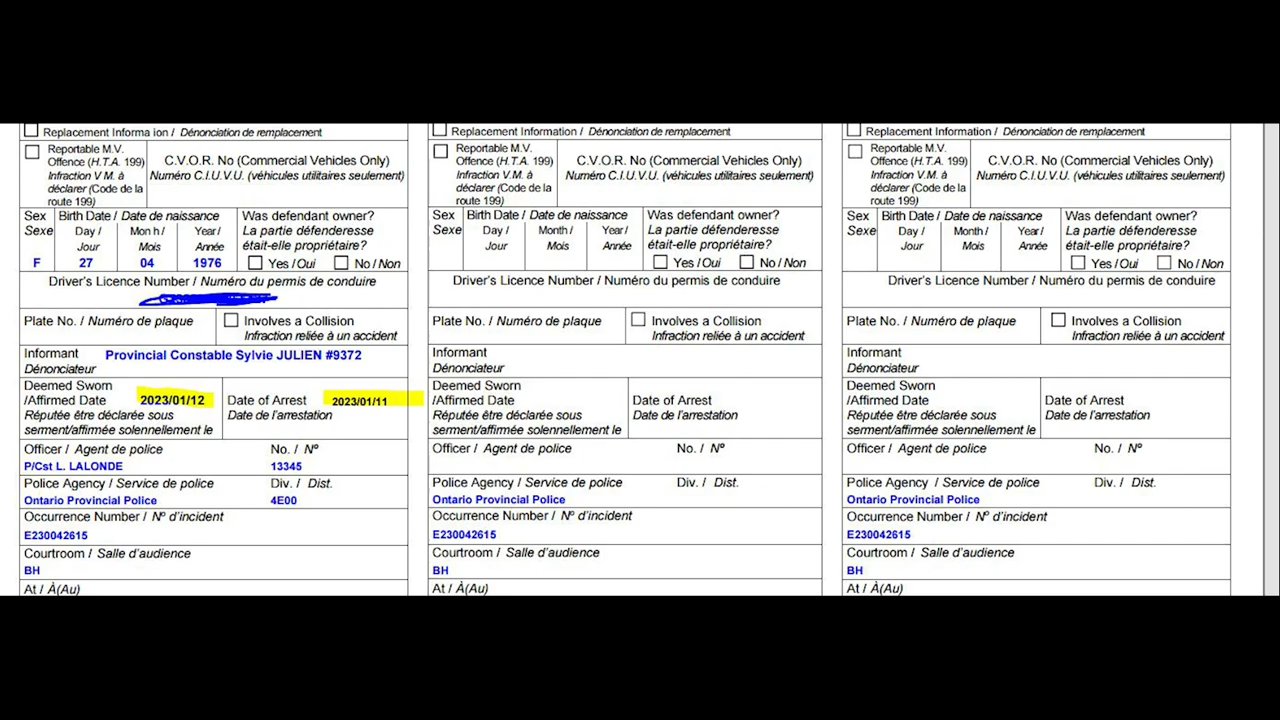 Replacement Informa ion / Dénonciation de remplacement
Reportable M.V.
Offence (H.T.A. 199)
Infraction V.M. à
déclarer (Code de la
route 199)
C.V.O.R. No (Commercial Vehicles Only)
Numéro C.I.U.V.U. (véhicules utilitaires seulement)
Sex
Sexe
F
Birth Date / Date de naissance
Day / Mon h / Year /
Jour Mois Année
27 04 1976
Was defendant owner?
La partie défenderesse
était-elle propriétaire?
Yes / Oui No / Non
Driver's Licence Number / Numéro du permis de conduire
Plate No. / Numéro de plaque
Involves a Collision
Infraction reliée à un accident
Informant Provincial Constable Sylvie JULIEN #9372
Dénonciateur
Deemed Sworn
/Affirmed Date 2023/01/12
Réputée être déclarée sous
serment/affirmée solennellement le
Date of Arrest 2023/01/11
Date de l'arrestation
Officer / Agent de police No. / Nº
P/Cst L. LALONDE 13345
Police Agency / Service de police Div. / Dist.
Ontario Provincial Police 4E00
Occurrence Number / Nº d'incident
E230042615
Courtroom / Salle d'audience
BH
At / À(Au)
Replacement Information / Dénonciation de remplacement
Reportable M.V.
Offence (H.T.A. 199)
Infraction V.M. à
déclarer (Code de la
route 199)
C.V.O.R. No (Commercial Vehicles Only)
Numéro C.I.U.V.U. (véhicules utilitaires seulement)
Sex
Sexe
Birth Date / Date de naissance
Day / Month / Year /
Jour Mois Année
Was defendant owner?
La partie défenderesse
était-elle propriétaire?
Yes / Oui No / Non
Driver's Licence Number / Numéro du permis de conduire
Plate No. / Numéro de plaque
Involves a Collision
Infraction reliée à un accident
Informant
Dénonciateur
Deemed Sworn
/Affirmed Date
Réputée être déclarée sous
serment/affirmée solennellement le
Date of Arrest
Date de l'arrestation
Officer / Agent de police No. / Nº
Police Agency / Service de police Div. / Dist.
Ontario Provincial Police
Occurrence Number / Nº d'incident
E230042615
Courtroom / Salle d'audience
BH
At / À(Au)
Replacement Information / Dénonciation de remplacement
Reportable M.V.
Offence (H.T.A. 199)
Infraction V.M. à
déclarer (Code de la
route 199)
C.V.O.R. No (Commercial Vehicles Only)
Numéro C.I.U.V.U. (véhicules utilitaires seulement)
Sex
Sexe
Birth Date / Date de naissance
Day / Month / Year /
Jour Mois Année
Was defendant owner?
La partie défenderesse
était-elle propriétaire?
Yes / Oui No / Non
Driver's Licence Number / Numéro du permis de conduire
Plate No. / Numéro de plaque
Involves a Collision
Infraction reliée à un accident
Informant
Dénonciateur
Deemed Sworn
/Affirmed Date
Réputée être déclarée sous
serment/affirmée solennellement le
Date of Arrest
Date de l'arrestation
Officer / Agent de police No. / Nº
Police Agency / Service de police Div. / Dist.
Ontario Provincial Police
Occurrence Number / Nº d'incident
E230042615
Courtroom / Salle d'audience
BH
At / À(Au)